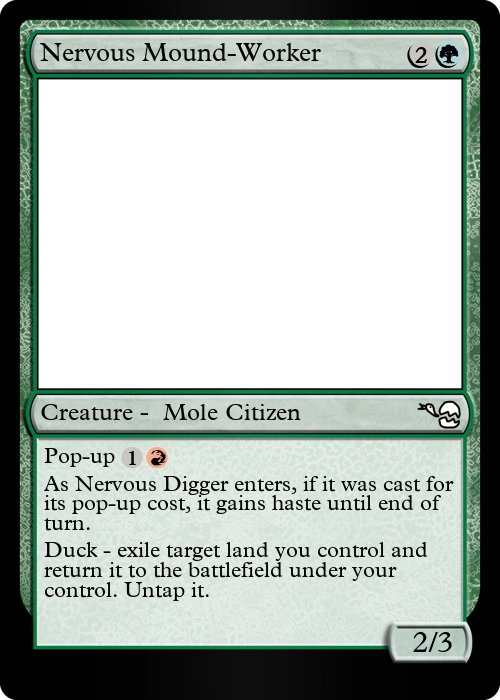 Nervous Mound-Worker 2
Creature - Mole Citizen
Pop-up 1
As Nervous Digger enters, if it was cast for
its pop-up cost, it gains haste until end of
turn.
Duck - exile target land you control and
return it to the battlefield under your
control. Untap it.
2/3